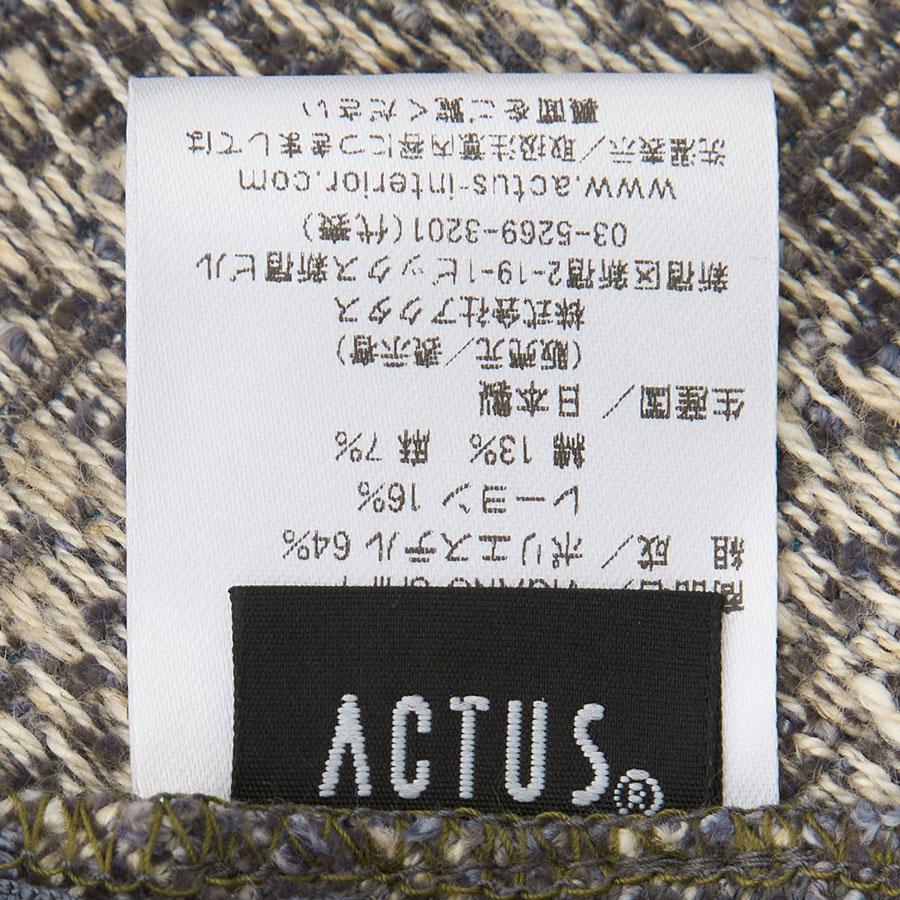 組 成／ポリエステル 64%
レーヨン 16%
綿 13% 麻 7%
生産国／ 日本製
(販売元／表示者)
株式会社アクタス
新宿区新宿2-19-1ビックス新宿ビル
03-5269-3201(代表)
www.actus-interior.com
洗濯表示／取扱注意内容につきましては
裏面をご覧ください
ACTUS®